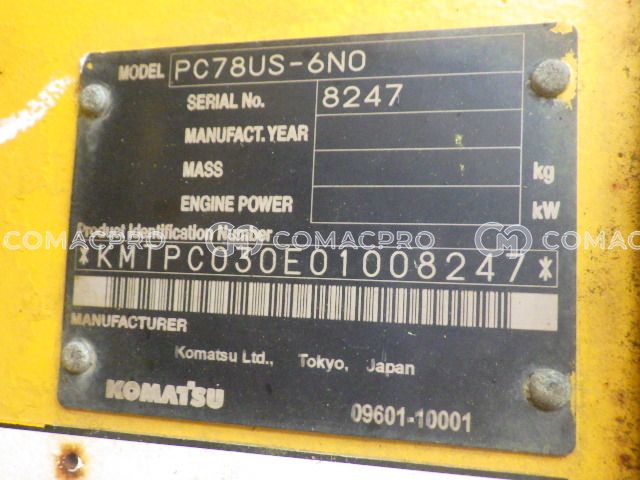 MODEL PC78US-6N0
SERIAL No. 8247
MANUFACT. YEAR
MASS kg
ENGINE POWER kW
Product Identification Number
COMACPRO COMACPRO COMACPRO
*KMTPC030E01008247*
MANUFACTURER
Komatsu Ltd., Tokyo, Japan
KOMATSU 09601-10001